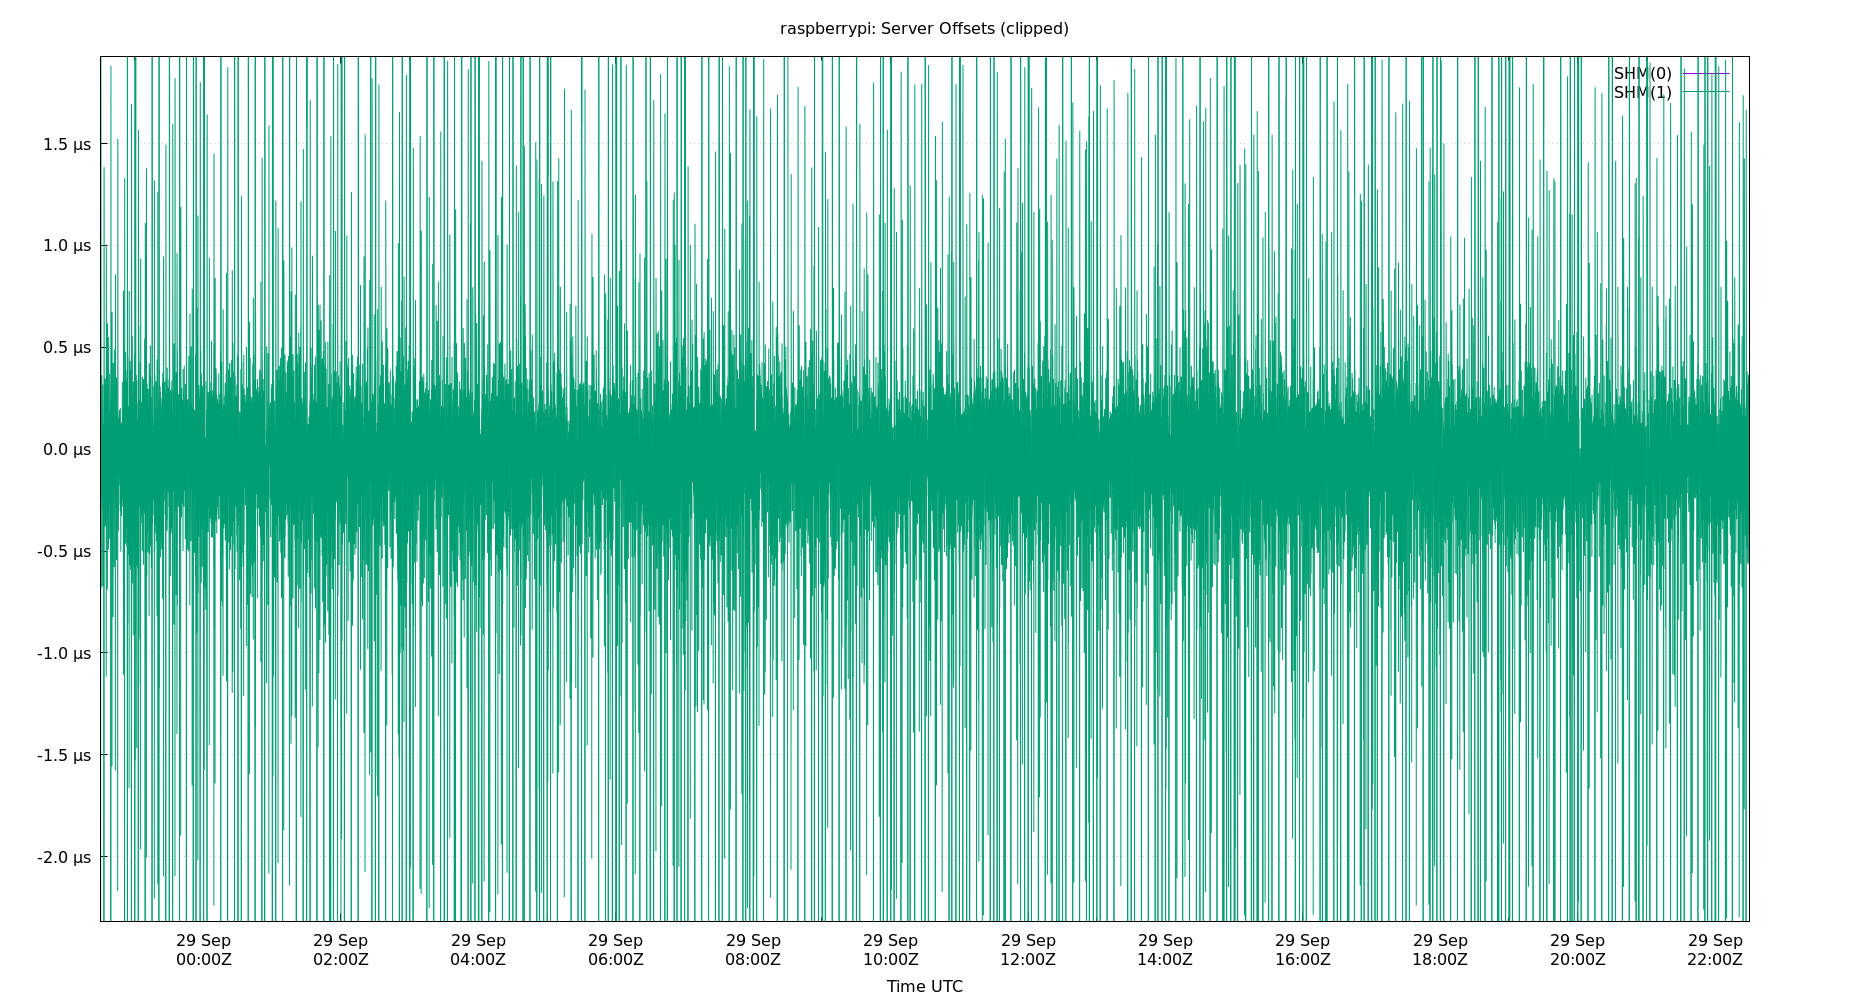 raspberrypi: Server Offsets (clipped)
SHM(0)
SHM(1)
1.5 µs
1.0 µs
0.5 µs
0.0 µs
-0.5 µs
-1.0 µs
-1.5 µs
-2.0 µs
29 Sep 29 Sep 29 Sep 29 Sep 29 Sep 29 Sep 29 Sep 29 Sep 29 Sep 29 Sep 29 Sep 29 Sep
00:00Z 02:00Z 04:00Z 06:00Z 08:00Z 10:00Z 12:00Z 14:00Z 16:00Z 18:00Z 20:00Z 22:00Z
Time UTC